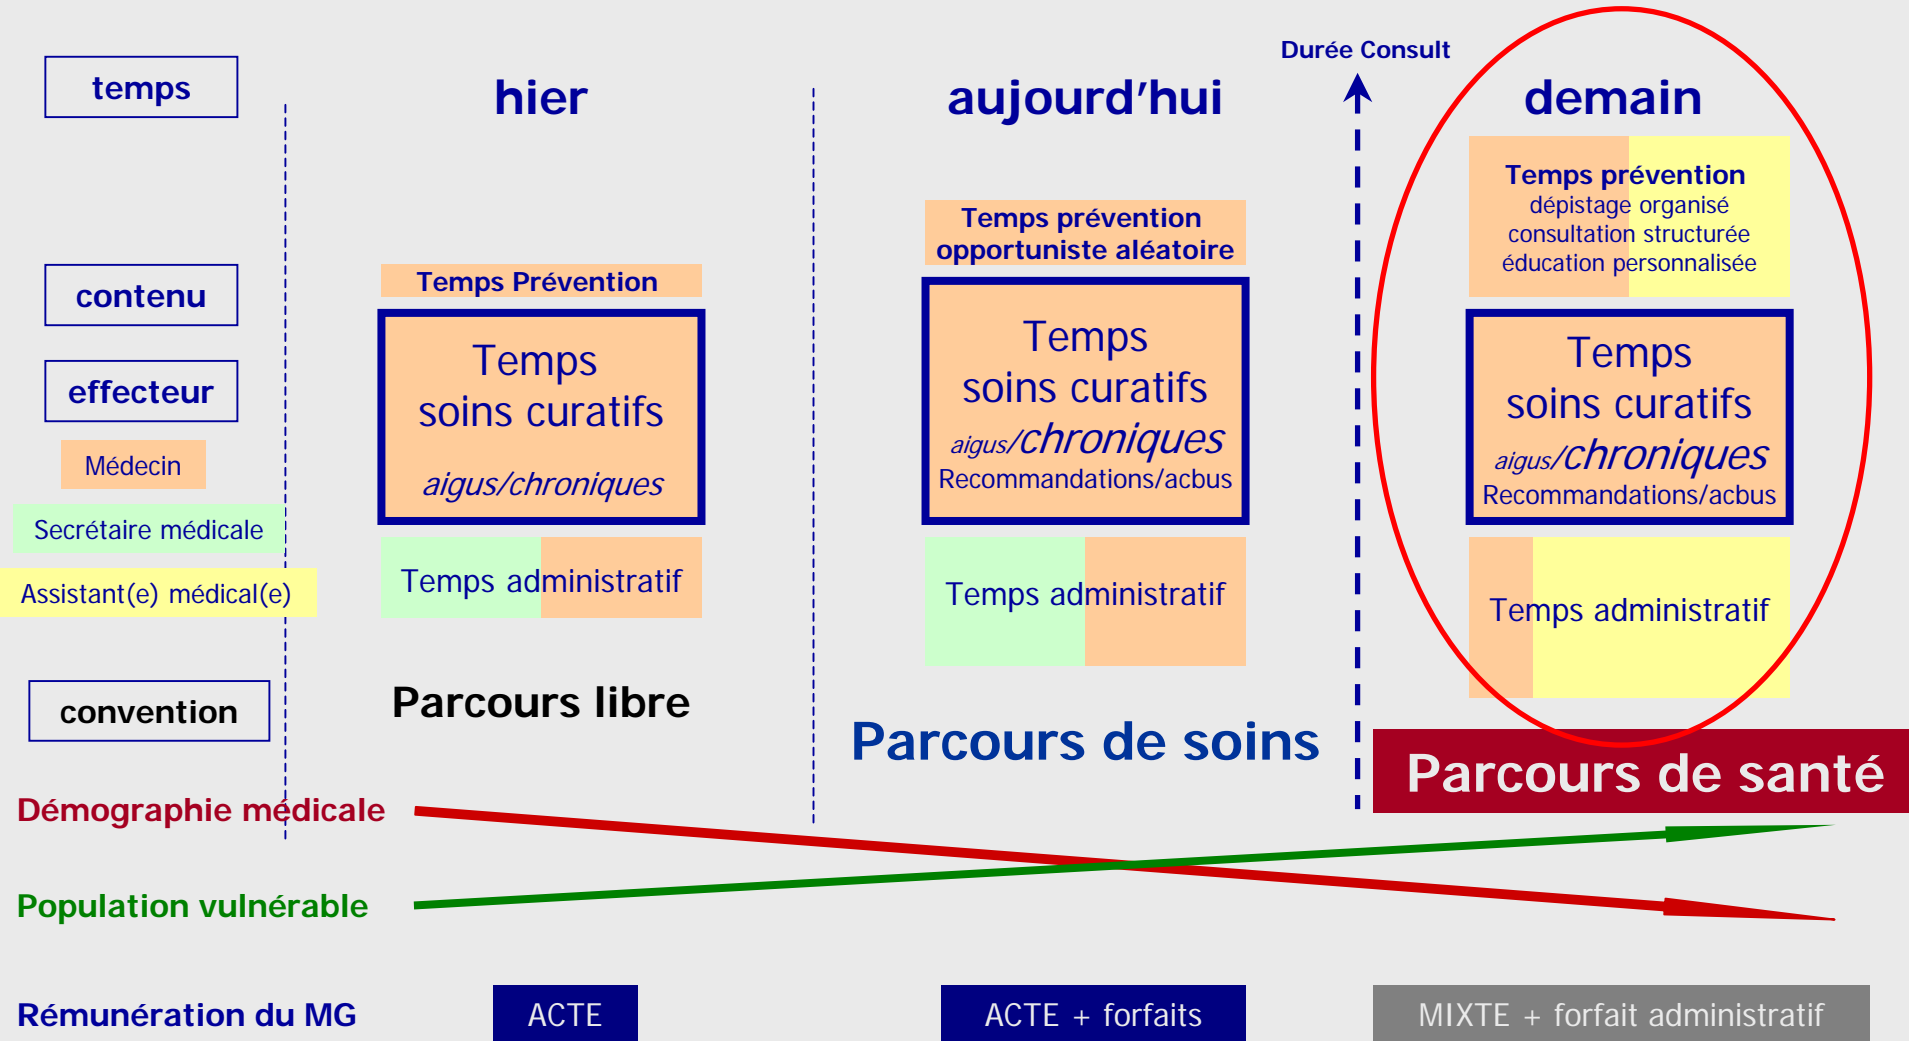 temps
contenu
effecteur
Médecin
Secrétaire médicale
Assistant(e) médical(e)
convention
hier
Temps Prévention
Temps
soins curatifs
aigus/chroniques
Temps administratif
Parcours libre
aujourd'hui
Temps prévention
opportuniste aléatoire
Temps
soins curatifs
aigus/chroniques
Recommandations/acbus
Temps administratif
Parcours de soins
Durée Consult
demain
Temps prévention
dépistage organisé
consultation structurée
éducation personnalisée
Temps
soins curatifs
aigus/chroniques
Recommandations/acbus
Temps administratif
Parcours de santé
Démographie médicale
Population vulnérable
Rémunération du MG
ACTE
ACTE + forfaits
MIXTE + forfait administratif